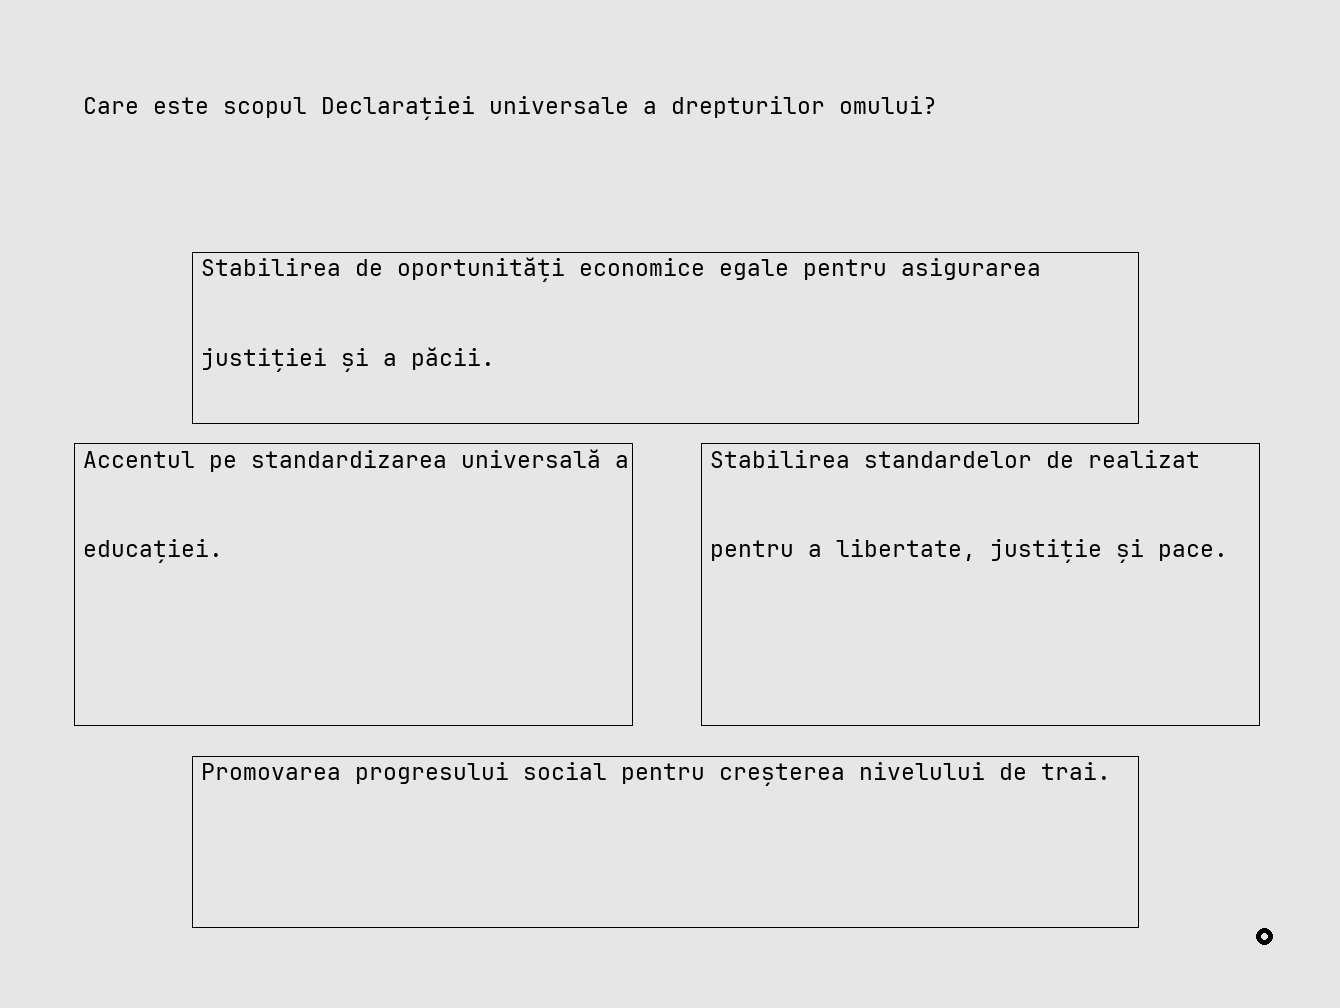 Care este scopul Declarației universale a drepturilor omului?
Stabilirea de oportunități economice egale pentru asigurarea
justiției și a păcii.
Accentul pe standardizarea universală a
educației.
Stabilirea standardelor de realizat
pentru a libertate, justiție și pace.
Promovarea progresului social pentru creșterea nivelului de trai.